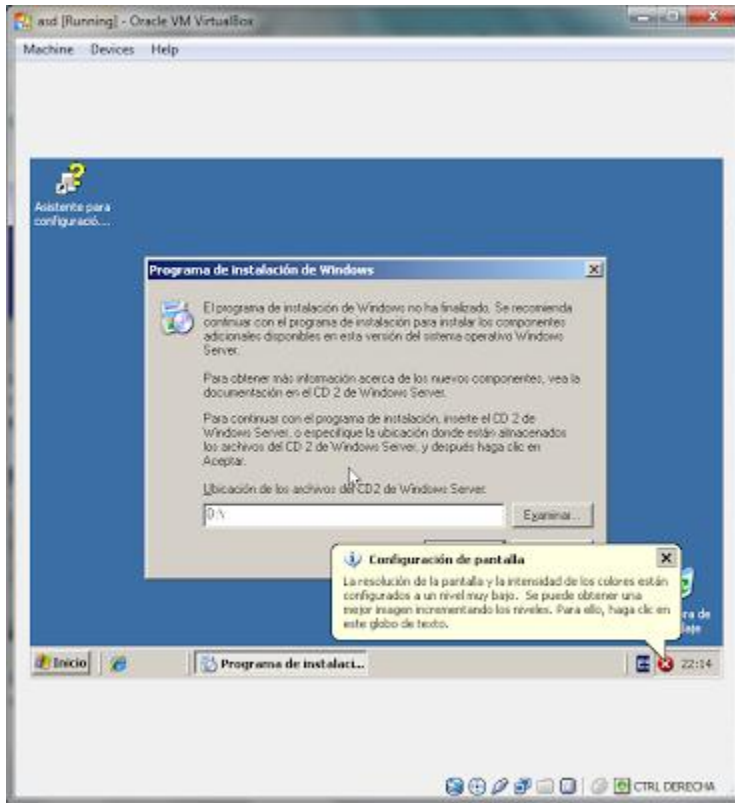 asd [Running] - Oracle VM VirtualBox
Machine Devices Help
Asistente para
configuració....
Programa de instalación de Windows
El programa de instalación de Windows no ha finalizado. Se recomienda
continuar con el programa de instalación para instalar los componentes
adicionales disponibles en esta versión del sistema operativo Windows
Server.
Para obtener más información acerca de los nuevos componentes, vea la
documentación en el CD 2 de Windows Server.
Para continuar con el programa de instalación, inserte el CD 2 de
Windows Server, o especifique la ubicación donde están almacenados
los archivos del CD 2 de Windows Server, y después haga clic en
Aceptar.
Ubicación de los archivos del CD2 de Windows Server:
D:\
Examinar...
Configuración de pantalla
La resolución de la pantalla y la intensidad de los colores están
configurados a un nivel muy bajo. Se puede obtener una
mejor imagen incrementando los niveles. Para ello, haga clic en
este globo de texto.
ra de
laje
Inicio
Programa de instalaci...
22:14
CTRL DERECHA